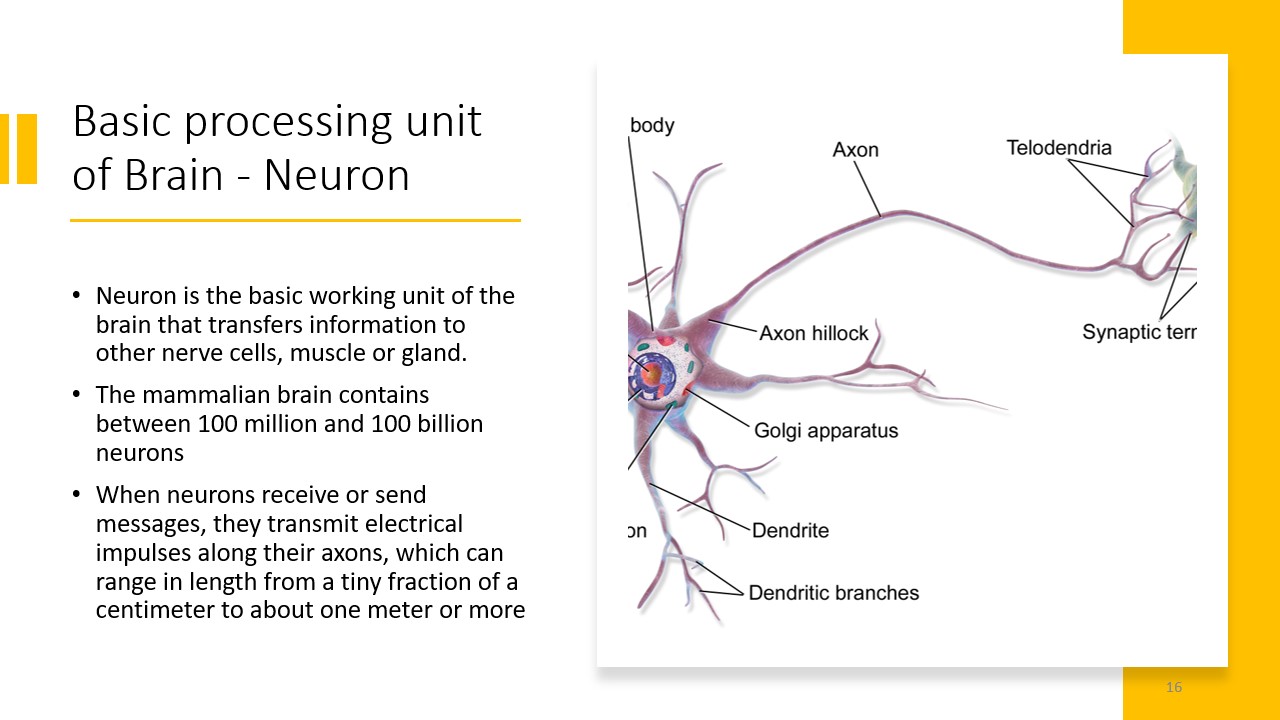 Basic processing unit
of Brain - Neuron
• Neuron is the basic working unit of the
brain that transfers information to
other nerve cells, muscle or gland.
• The mammalian brain contains
between 100 million and 100 billion
neurons
• When neurons receive or send
messages, they transmit electrical
impulses along their axons, which can
range in length from a tiny fraction of a
centimeter to about one meter or more
body
Axon
Telodendria
Axon hillock
Synaptic terr
Golgi apparatus
on
Dendrite
Dendritic branches
16